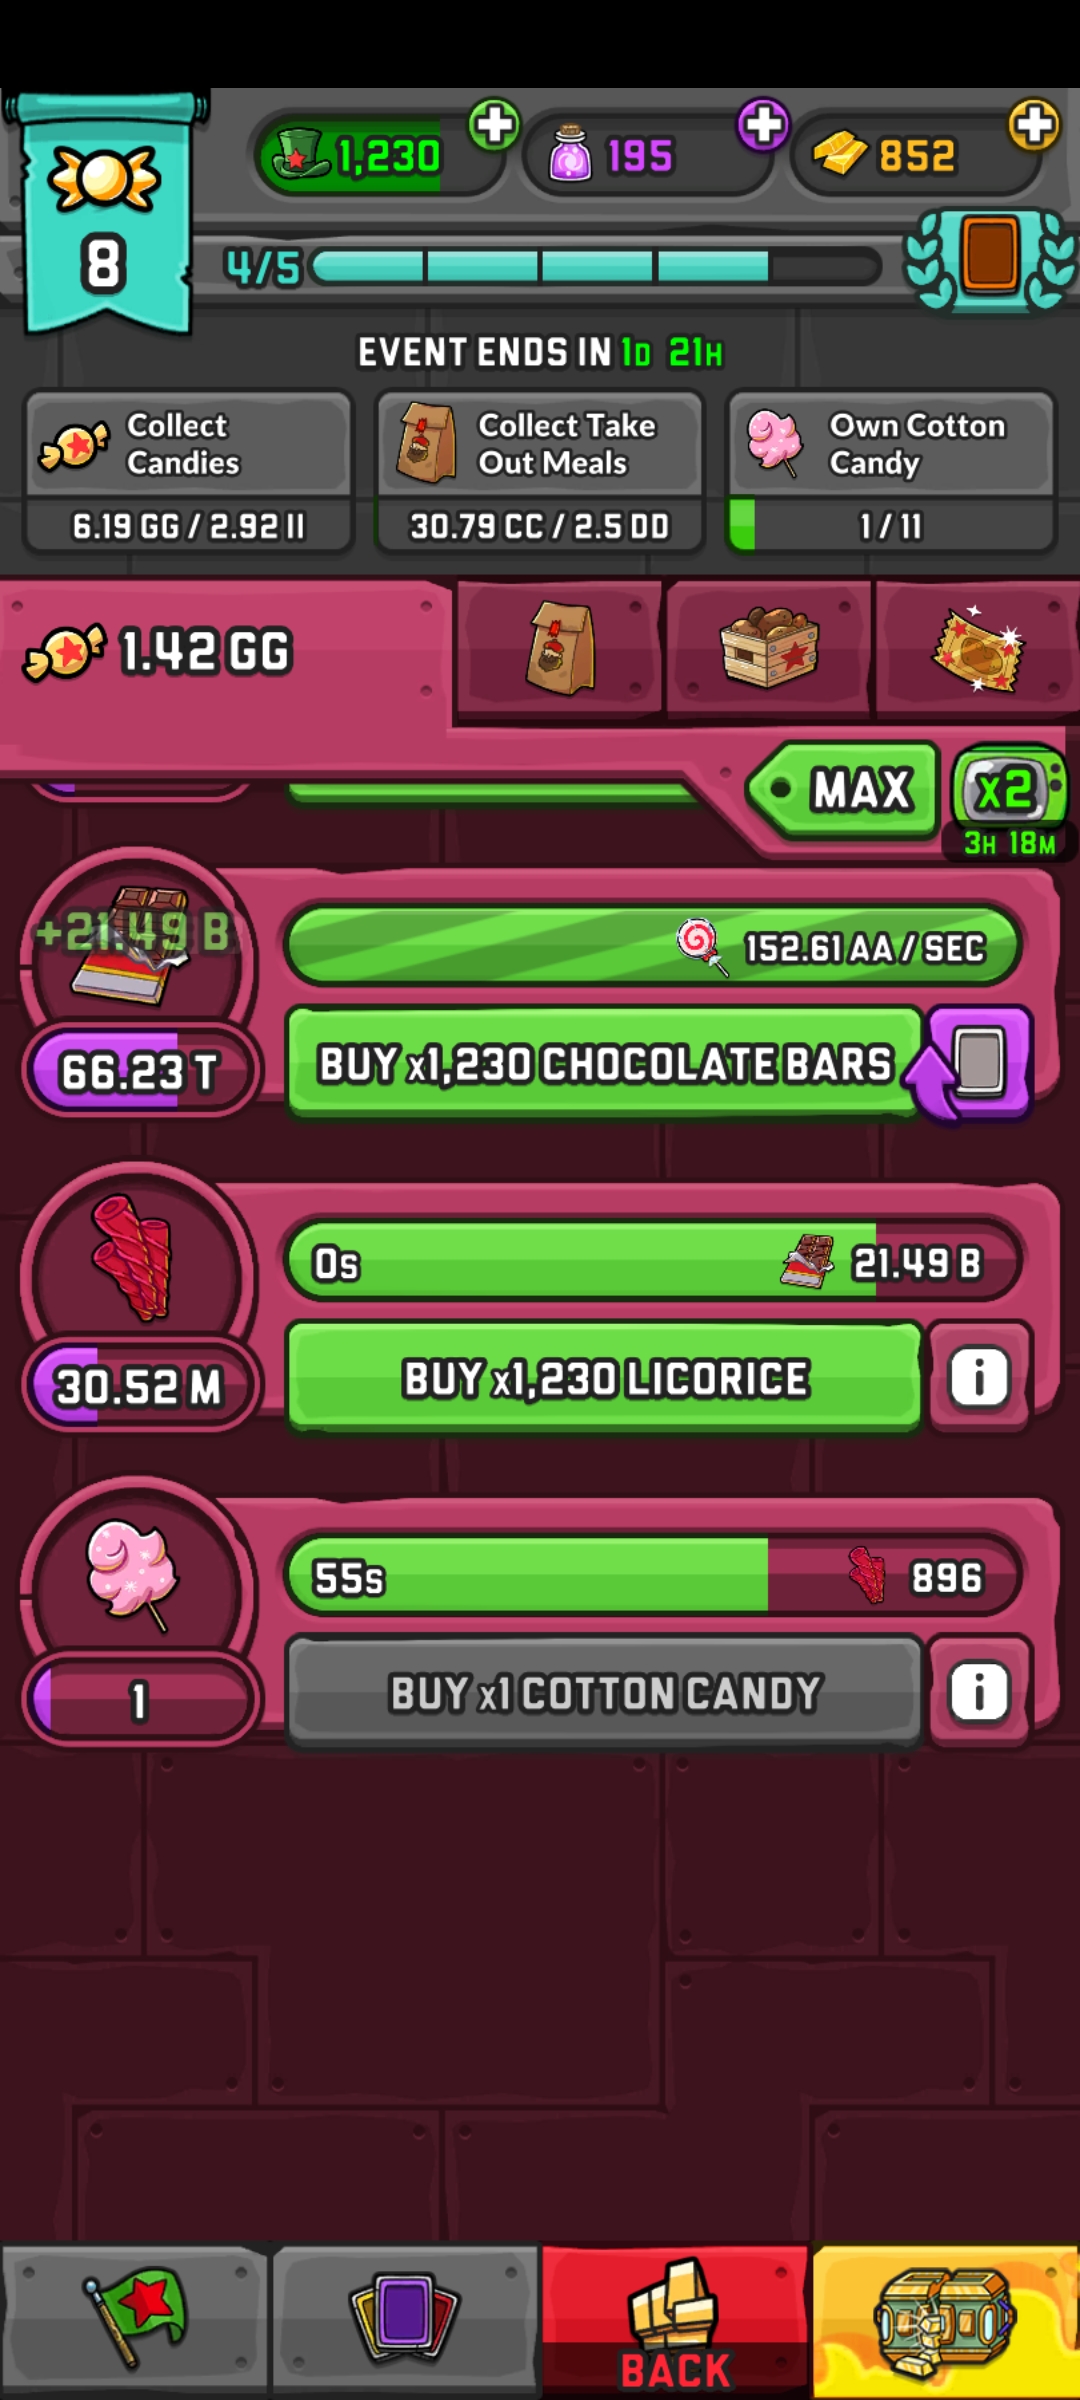 1,230
195
852
8
4/5
EVENT ENDS IN 1D 21H
Collect
Candies
6.19 GG / 2.92 II
Collect Take
Out Meals
30.79 CC / 2.5 DD
Own Cotton
Candy
1 / 11
1.42 GG
MAX
x2
3H 18M
+21.49 B
152.61 AA / SEC
66.23 T
BUY x1,230 CHOCOLATE BARS
0s
21.49 B
30.52 M
BUY x1,230 LICORICE
i
55s
896
1
BUY x1 COTTON CANDY
i
BACK